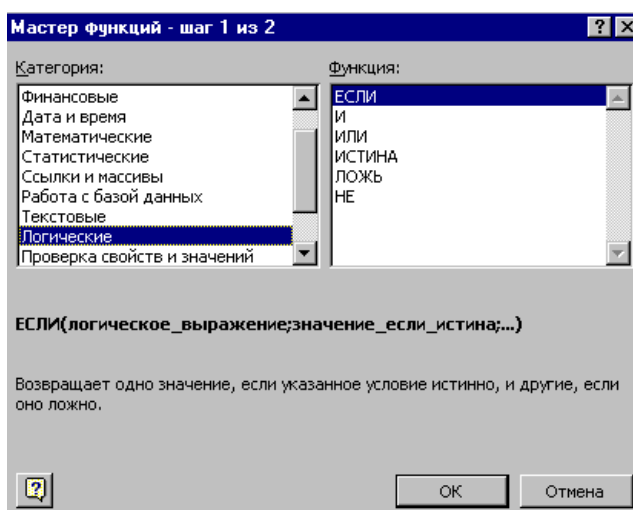 Мастер функций - шаг 1 из 2
Категория:
Функция:
Финансовые
Дата и время
Математические
Статистические
Ссылки и массивы
Работа с базой данных
Текстовые
Логические
Проверка свойств и значений
ЕСЛИ
И
ИЛИ
ИСТИНА
ЛОЖЬ
НЕ
ЕСЛИ(логическое_выражение;значение_если_истина;...)
Возвращает одно значение, если указанное условие истинно, и другие, если
оно ложно.
ОК
Отмена